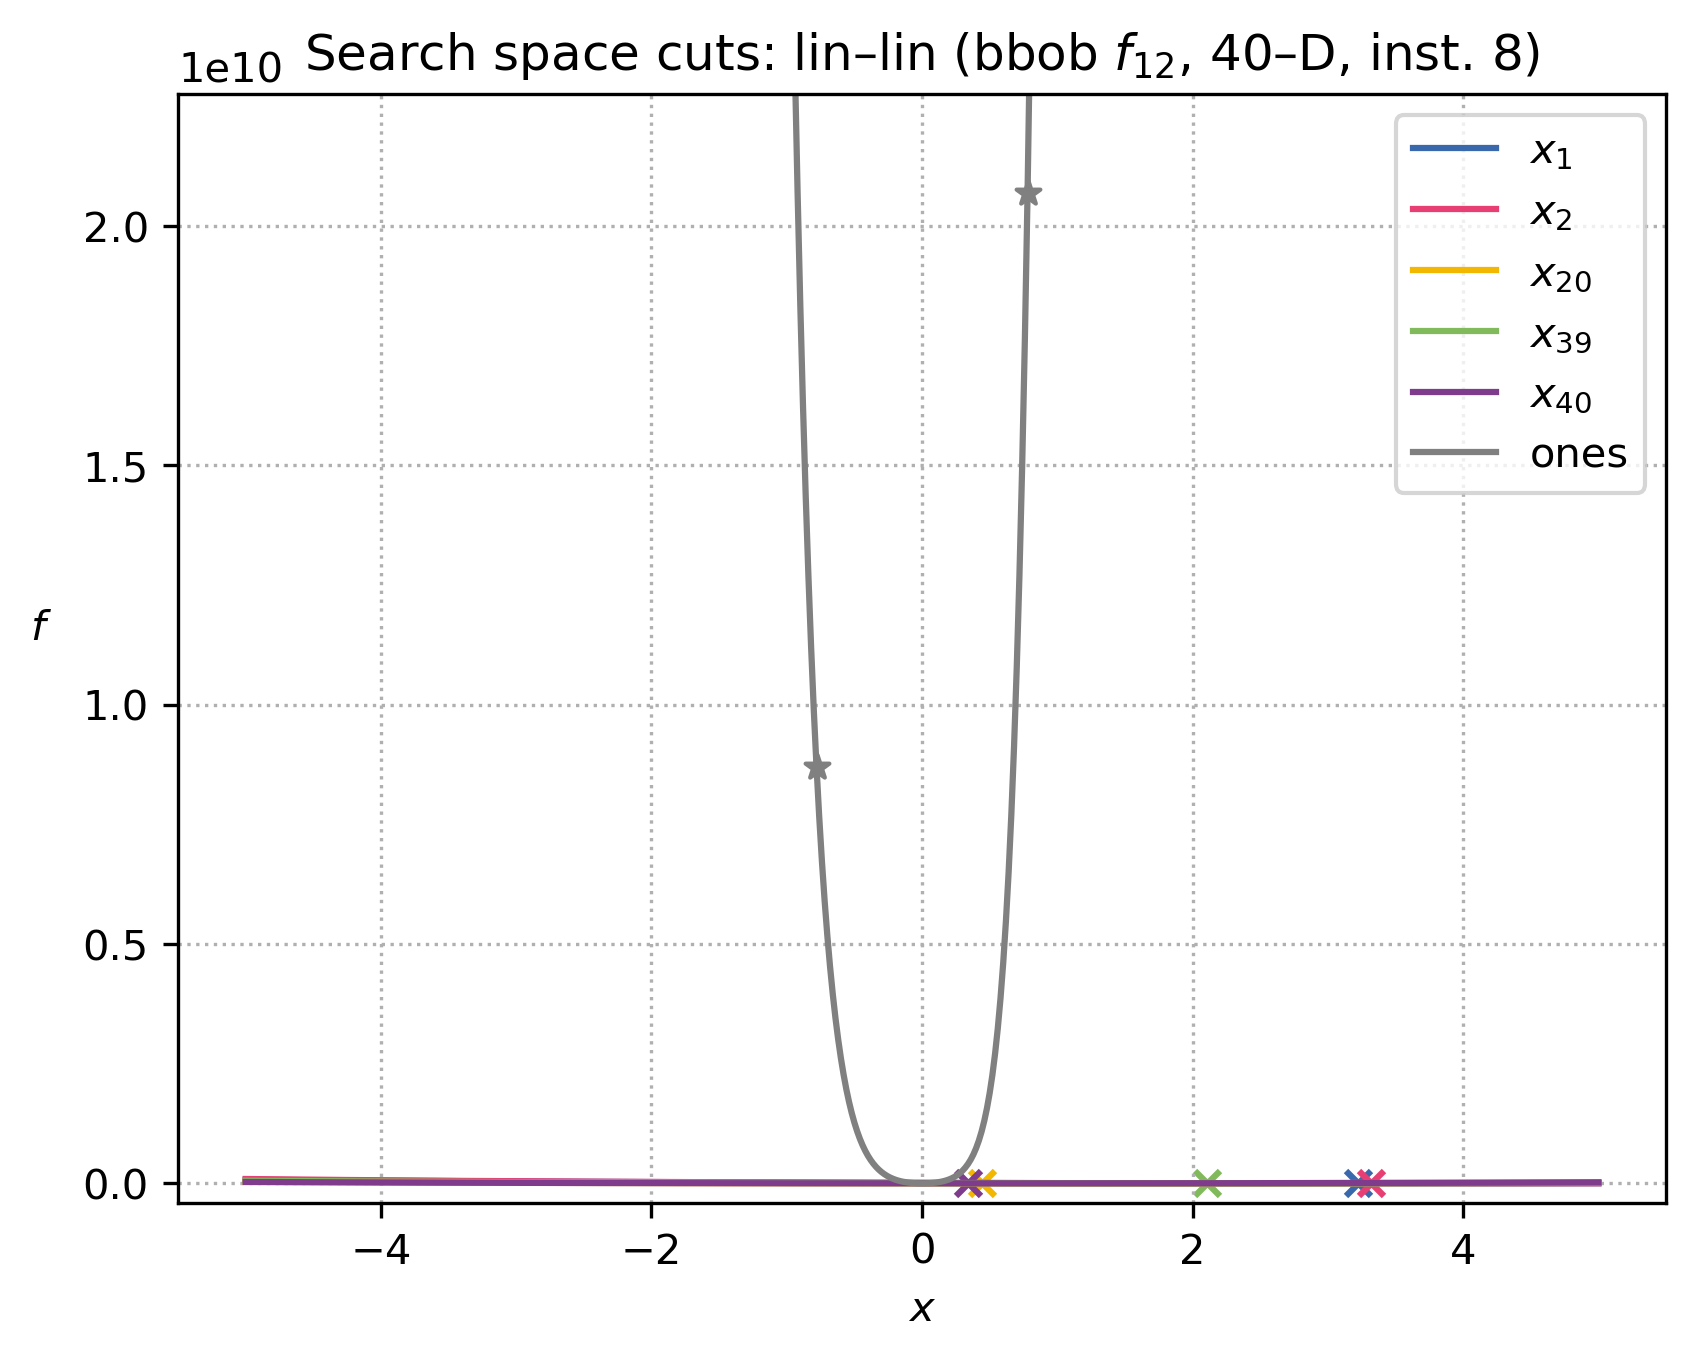 Search space cuts: lin–lin (bbob f₁₂, 40–D, inst. 8)
1e10
x₁
x₂
x₂₀
x₃₉
x₄₀
ones
2.0
1.5
1.0
0.5
0.0
f
−4
−2
0
2
4
x